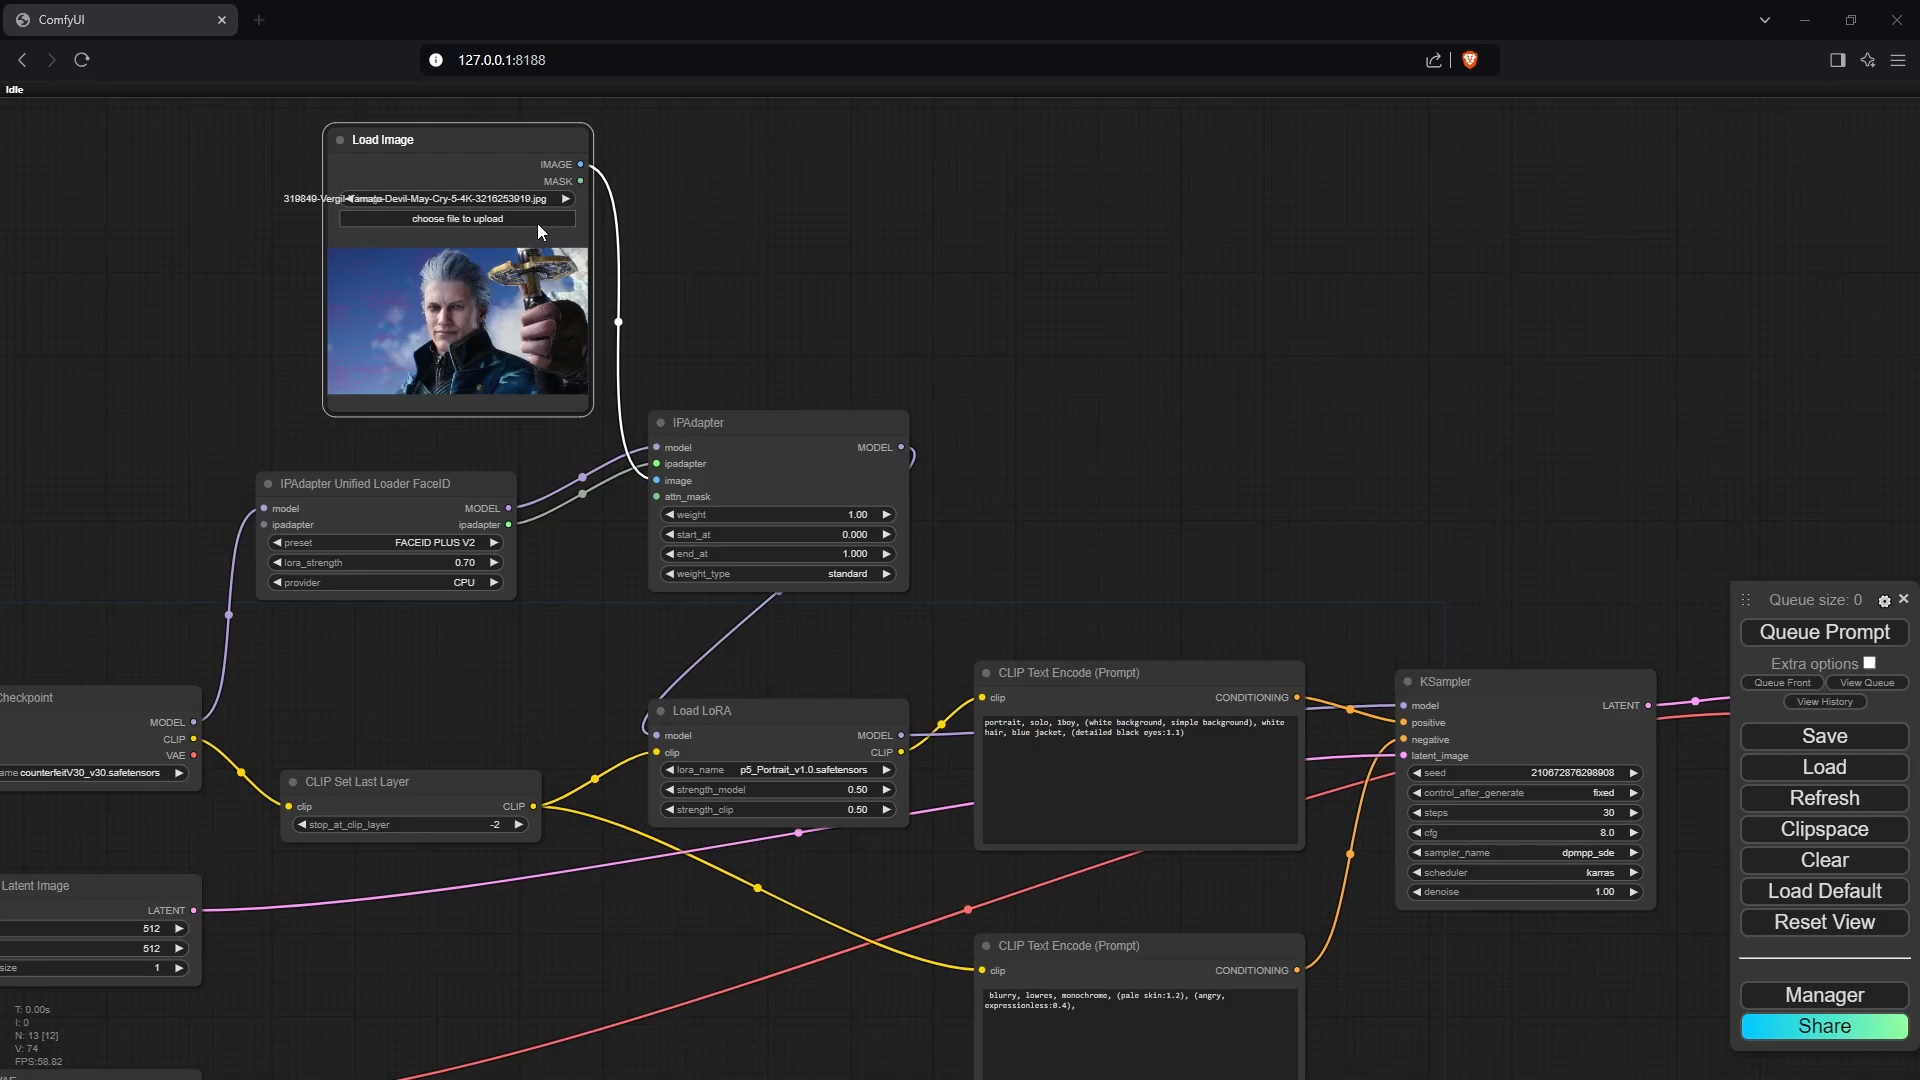 ComfyUI
127.0.0.1:8188
Idle
Load Image
IMAGE
MASK
choose file to upload
IPAdapter
model MODEL
ipadapter
image
attn_mask
weight 1.00
start_at 0.000
end_at 1.000
weight_type standard
IPAdapter Unified Loader FaceID
model MODEL
ipadapter ipadapter
preset FACEID PLUS V2
lora_strength 0.70
provider CPU
Checkpoint
MODEL
CLIP
VAE
ame counterfeitV30_v30.safetensors
CLIP Set Last Layer
clip CLIP
stop_at_clip_layer -2
Load LoRA
model MODEL
clip CLIP
lora_name p5_Portrait_v1.0.safetensors
strength_model 0.50
strength_clip 0.50
CLIP Text Encode (Prompt)
clip CONDITIONING
portrait, solo, 1boy, (white background, simple background), white
hair, blue jacket, (detailed black eyes:1.1)
KSampler
model LATENT
positive
negative
latent_image
seed 210672876298908
control_after_generate fixed
steps 30
cfg 8.0
sampler_name dpmpp_sde
scheduler karras
denoise 1.00
Latent Image
LATENT
512
512
size 1
CLIP Text Encode (Prompt)
clip CONDITIONING
blurry, lowres, monochrome, (pale skin:1.2), (angry,
expressionless:0.4),
T: 0.00s
I: 0
N: 13 [12]
V: 74
FPS:58.82
Queue size: 0
Queue Prompt
Extra options
Queue Front View Queue
View History
Save
Load
Refresh
Clipspace
Clear
Load Default
Reset View
Manager
Share